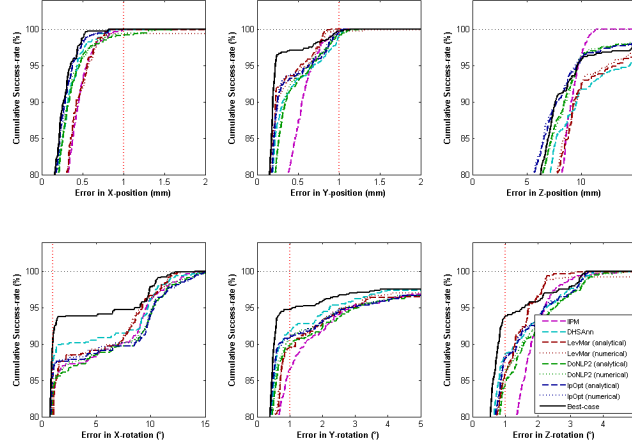 105
100
95
90
85
80
Cumulative Success-rate (%)
0 0.5 1 1.5 2
Error in X-position (mm)
105
100
95
90
85
80
Cumulative Success-rate (%)
0 0.5 1 1.5 2
Error in Y-position (mm)
105
100
95
90
85
80
Cumulative Success-rate (%)
0 5 10
Error in Z-position (mm)
105
100
95
90
85
80
Cumulative Success-rate (%)
0 5 10 15
Error in X-rotation (°)
105
100
95
90
85
80
Cumulative Success-rate (%)
0 1 2 3 4 5
Error in Y-rotation (°)
105
100
95
90
85
80
Cumulative Success-rate (%)
0 1 2 3 4
Error in Z-rotation (°)
IIPM
DHSAnn
LevMar (analytical)
LevMar (numerical)
DoNLP2 (analytical)
DoNLP2 (numerical)
IpOpt (analytical)
IpOpt (numerical)
Best-case